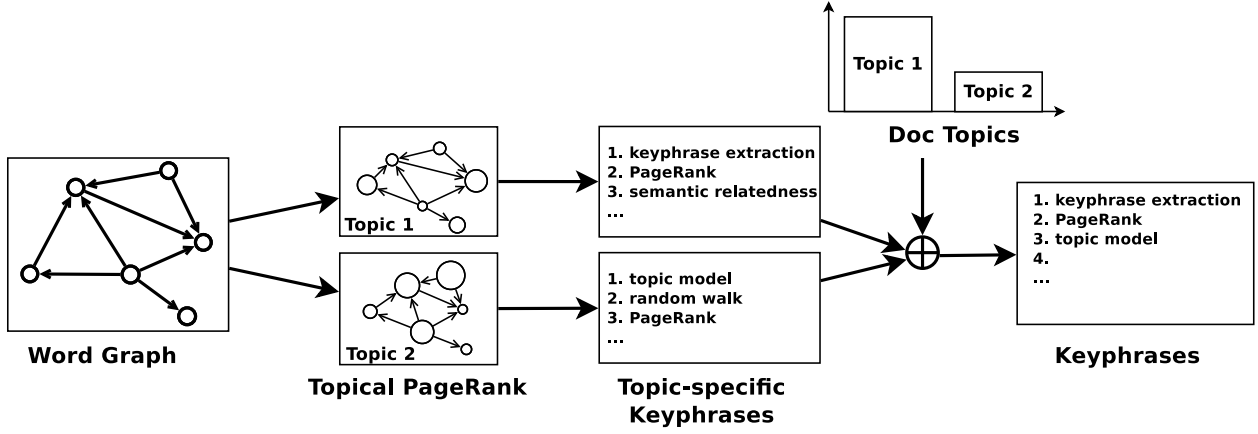 Word Graph
Topic 1
Topic 2
Topical PageRank
1. keyphrase extraction
2. PageRank
3. semantic relatedness
...
1. topic model
2. random walk
3. PageRank
...
Topic-specific
Keyphrases
Topic 1
Topic 2
Doc Topics
1. keyphrase extraction
2. PageRank
3. topic model
4.
...
Keyphrases